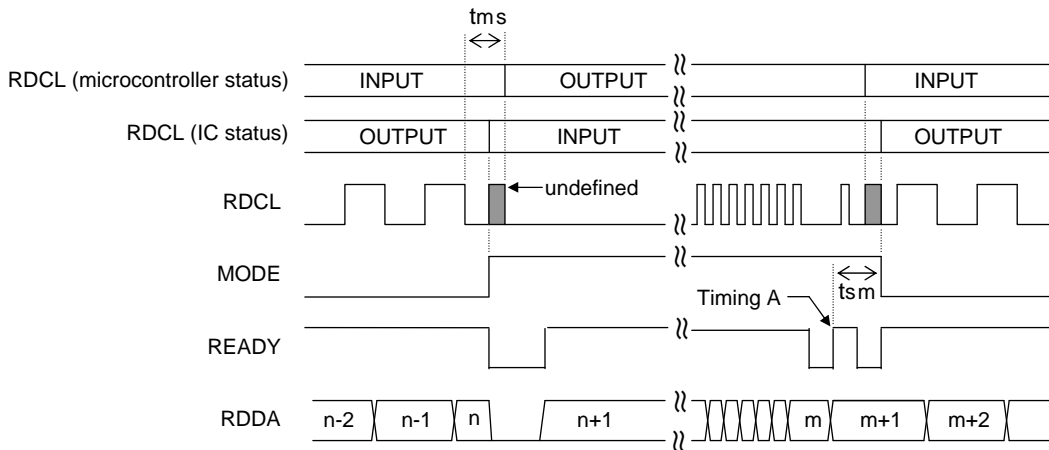 tms
RDCL (microcontroller status) INPUT OUTPUT INPUT
RDCL (IC status) OUTPUT INPUT OUTPUT
RDCL undefined
MODE
Timing A tsm
READY
RDDA n-2 n-1 n n+1 m m+1 m+2